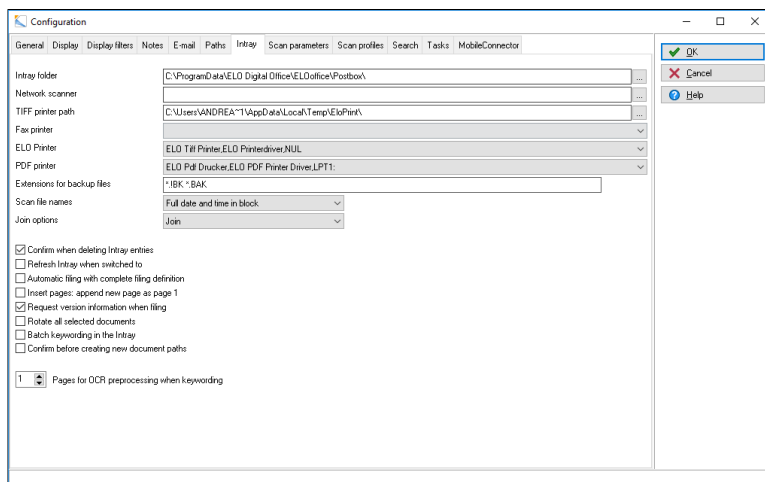 Configuration
General Display Display filters Notes E-mail Paths Intray Scan parameters Scan profiles Search Tasks MobileConnector
OK
Cancel
Help
Intray folder C:\ProgramData\ELO Digital Office\ELOoffice\Postbox\ ...
Network scanner ...
TIFF printer path C:\Users\ANDREA~1\AppData\Local\Temp\EloPrint\ ...
Fax printer
ELO Printer ELO Tiff Printer,ELO Printerdriver,NUL
PDF printer ELO Pdf Drucker,ELO PDF Printer Driver,LPT1:
Extensions for backup files *.!BK *.BAK
Scan file names Full date and time in block
Join options Join
Confirm when deleting Intray entries
Refresh Intray when switched to
Automatic filing with complete filing definition
Insert pages: append new page as page 1
Request version information when filing
Rotate all selected documents
Batch keywording in the Intray
Confirm before creating new document paths
1 Pages for OCR preprocessing when keywording